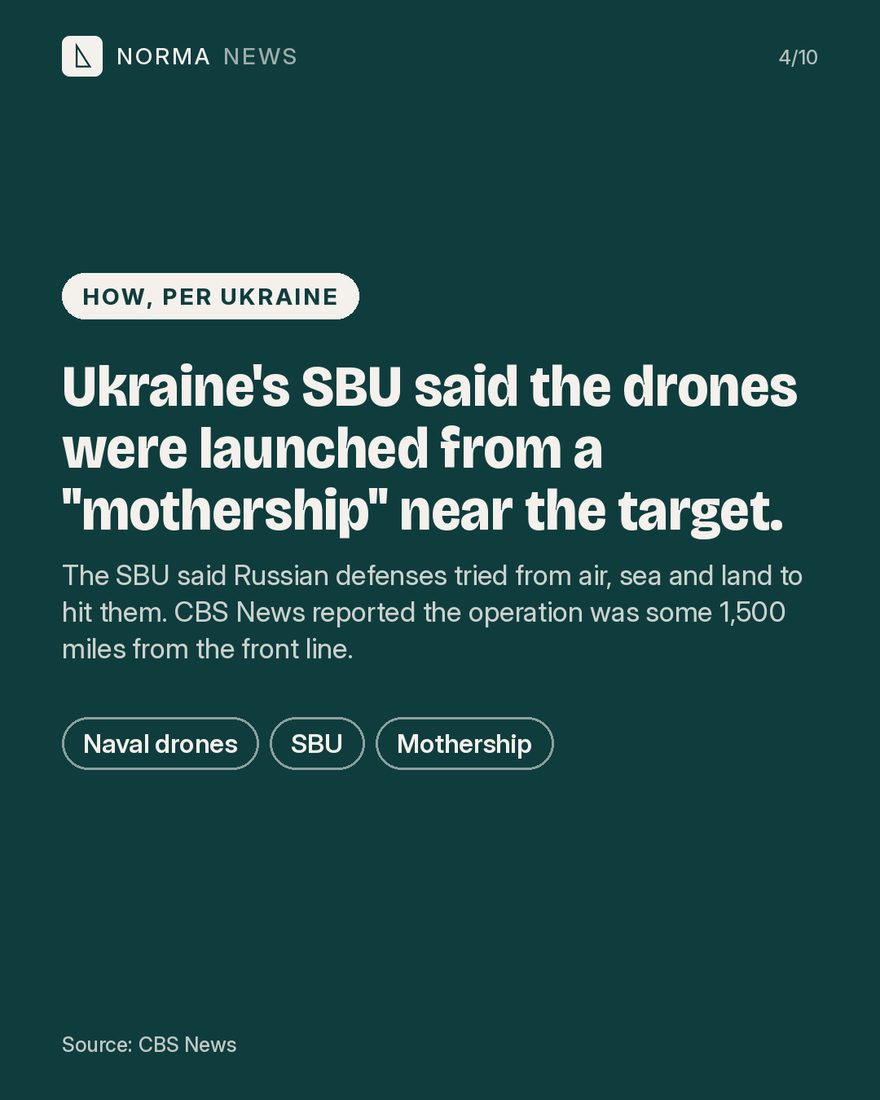 NORMA NEWS
4/10
HOW, PER UKRAINE
Ukraine's SBU said the drones
were launched from a
"mothership" near the target.
The SBU said Russian defenses tried from air, sea and land to
hit them. CBS News reported the operation was some 1,500
miles from the front line.
Naval drones SBU Mothership
Source: CBS News